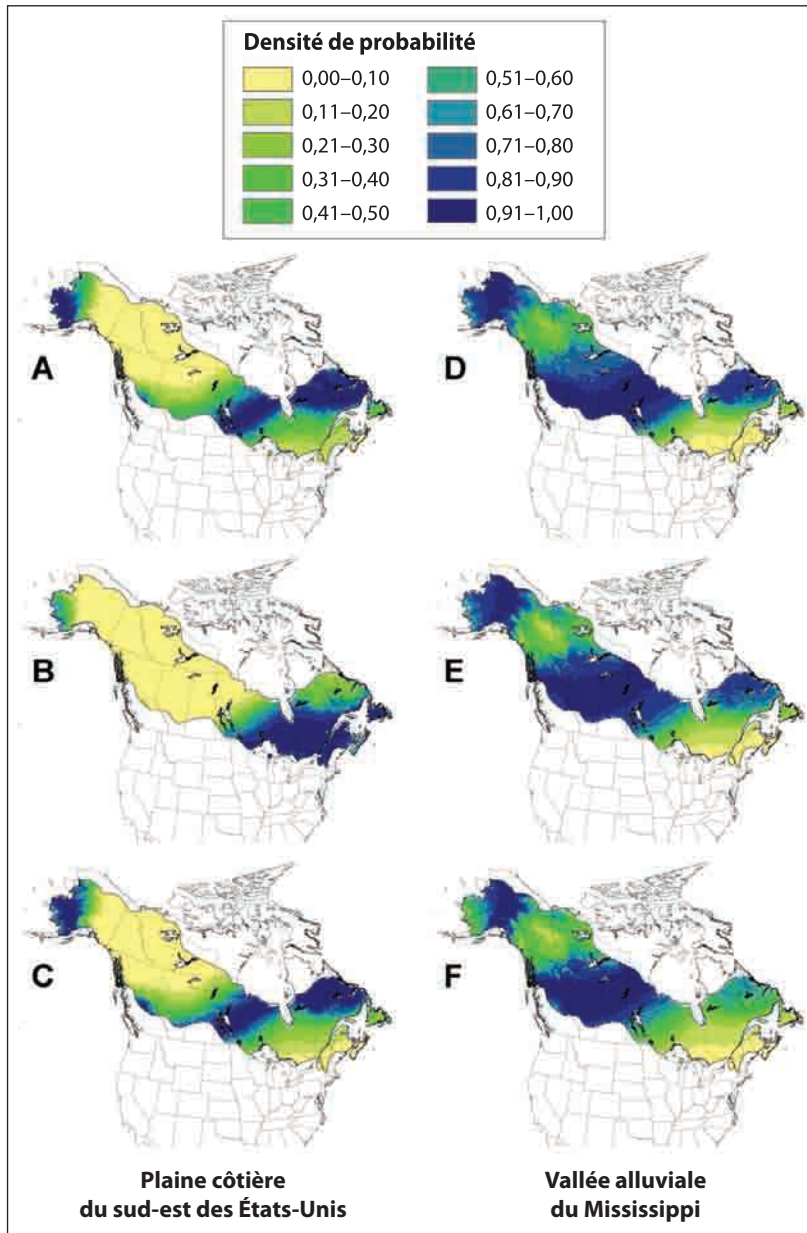 Densité de probabilité
0,00–0,10
0,11–0,20
0,21–0,30
0,31–0,40
0,41–0,50
0,51–0,60
0,61–0,70
0,71–0,80
0,81–0,90
0,91–1,00
A
D
B
E
C
F
Plaine côtière
du sud-est des États-Unis
Vallée alluviale
du Mississippi